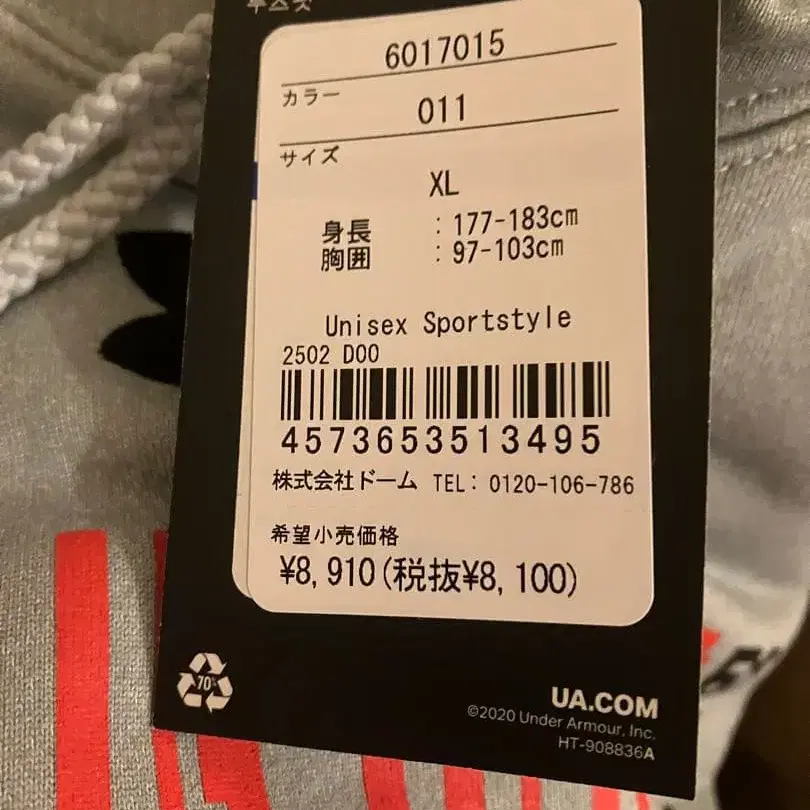 6017015
カラー
011
サイズ
XL
身長 : 177-183cm
胸囲 : 97-103cm
Unisex Sportstyle
2502 D00
4573653513495
株式会社ドーム TEL: 0120-106-786
希望小売価格
¥8,910(税抜¥8,100)
70%
UA.COM
©2020 Under Armour, Inc.
HT-908836A